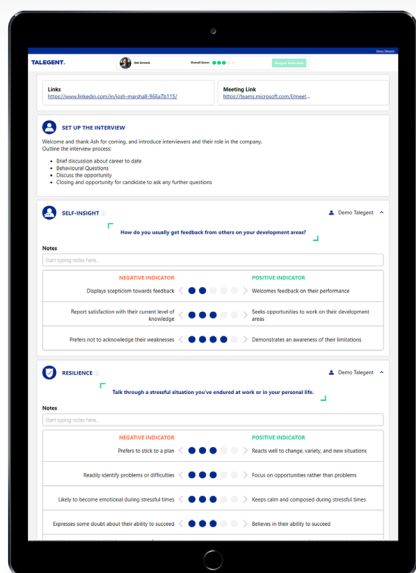 Demo Talegent
TALEGENT.
Overall Score:
Links
Meeting Link
https://teams.microsoft.com/l/meet...
SET UP THE INTERVIEW
Welcome and thank Ash for coming, and introduce interviewers and their role in the company.
Outline the interview process:
• Brief discussion about career to date
• Behavioural Questions
• Discuss the opportunity
• Closing and opportunity for candidate to ask any further questions
SELF-INSIGHT
Demo Talegent
How do you usually get feedback from others on your development areas?
Notes
Start typing notes here...
NEGATIVE INDICATOR POSITIVE INDICATOR
Displays scepticism towards feedback Welcomes feedback on their performance
Report satisfaction with their current level of knowledge Seeks opportunities to work on their development areas
Prefers not to acknowledge their weaknesses Demonstrates an awareness of their limitations
RESILIENCE
Demo Talegent
Talk through a stressful situation you've endured at work or in your personal life.
Notes
Start typing notes here...
NEGATIVE INDICATOR POSITIVE INDICATOR
Prefers to stick to a plan Reacts well to change, variety, and new situations
Readily identify problems or difficulties Focus on opportunities rather than problems
Likely to become emotional during stressful times Keeps calm and composed during stressful times
Expresses some doubt about their ability to succeed Believes in their ability to succeed